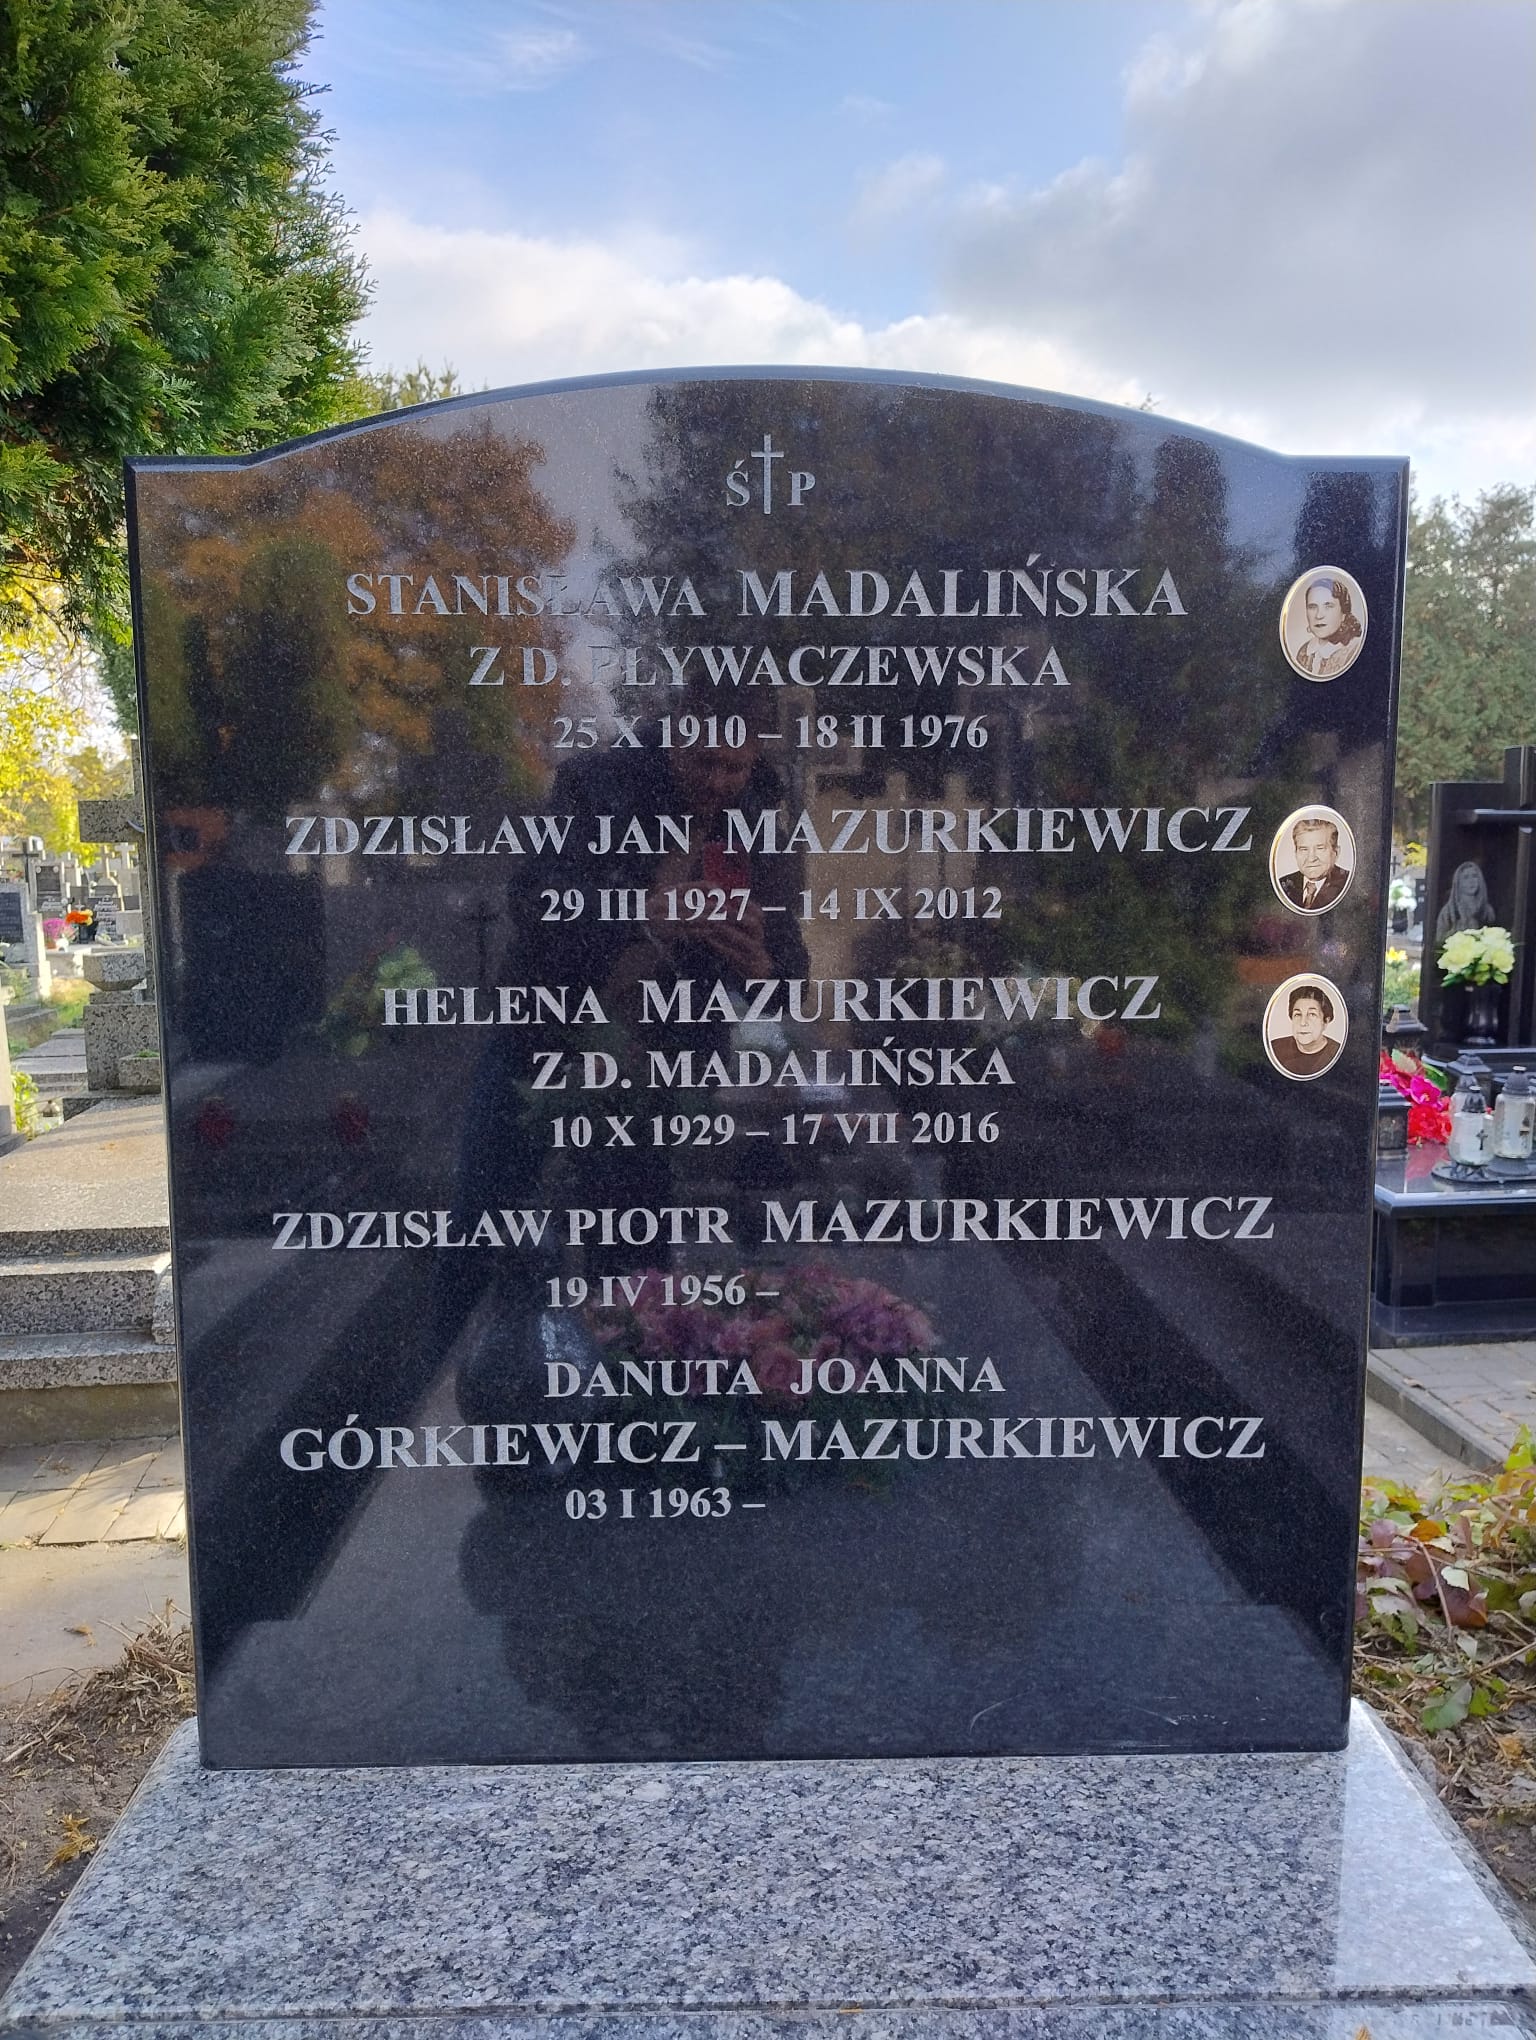 Ś P
STANISŁAWA MADALIŃSKA
Z D. PŁYWACZEWSKA
25 X 1910 – 18 II 1976
ZDZISŁAW JAN MAZURKIEWICZ
29 III 1927 – 14 IX 2012
HELENA MAZURKIEWICZ
Z D. MADALIŃSKA
10 X 1929 – 17 VII 2016
ZDZISŁAW PIOTR MAZURKIEWICZ
19 IV 1956 –
DANUTA JOANNA
GÓRKIEWICZ – MAZURKIEWICZ
03 I 1963 –